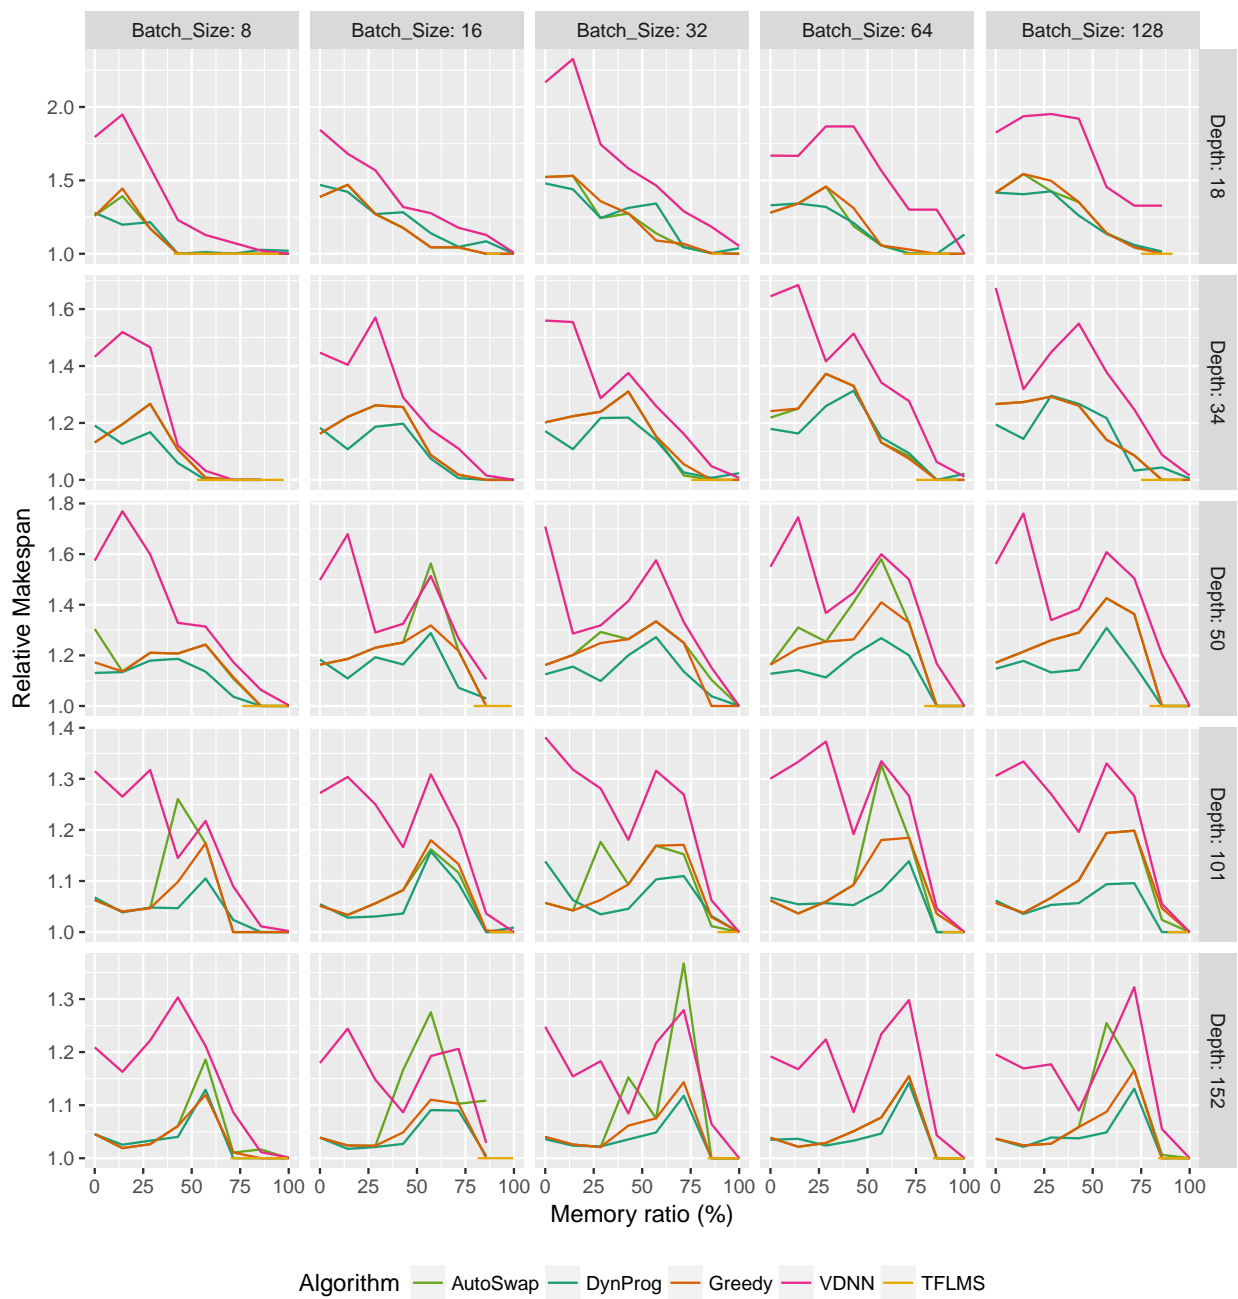 Batch_Size: 8 Batch_Size: 16 Batch_Size: 32 Batch_Size: 64 Batch_Size: 128
2.0
1.5
1.0
Depth: 18
1.6
1.4
1.2
1.0
Depth: 34
1.8
1.6
1.4
1.2
1.0
Depth: 50
1.4
1.3
1.2
1.1
1.0
Depth: 101
1.3
1.2
1.1
1.0
Depth: 152
Relative Makespan
0 25 50 75 100 0 25 50 75 100 0 25 50 75 100 0 25 50 75 100 0 25 50 75 100
Memory ratio (%)
Algorithm AutoSwap DynProg Greedy VDNN TFLMS